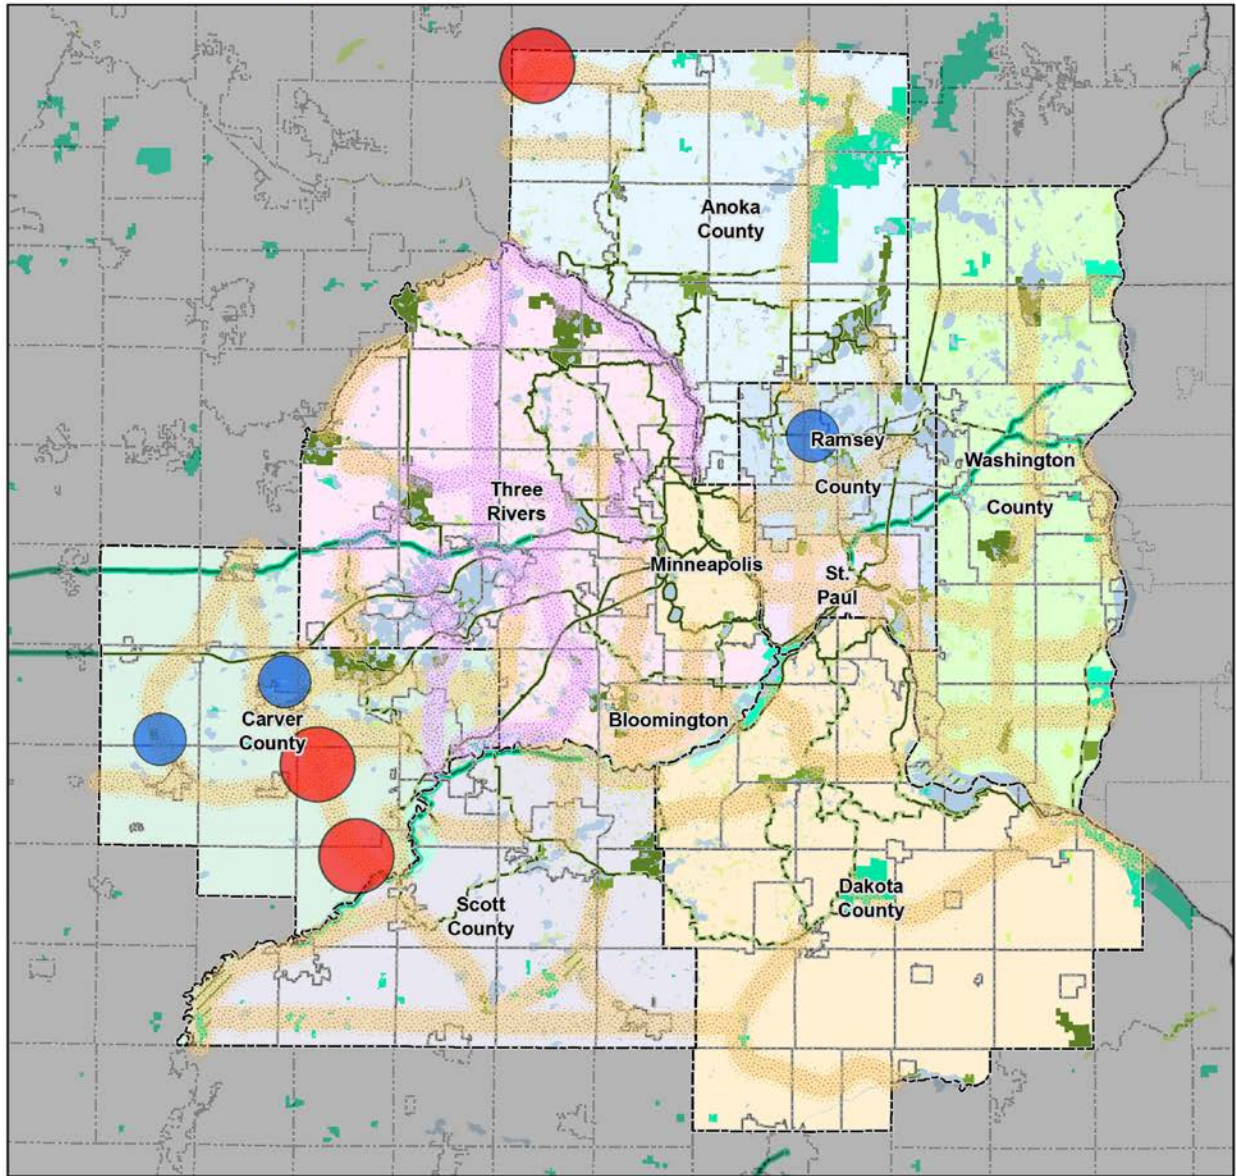 Anoka
County
Ramsey
County
Washington
County
Three
Rivers
Minneapolis
St.
Paul
Carver
County
Bloomington
Scott
County
Dakota
County